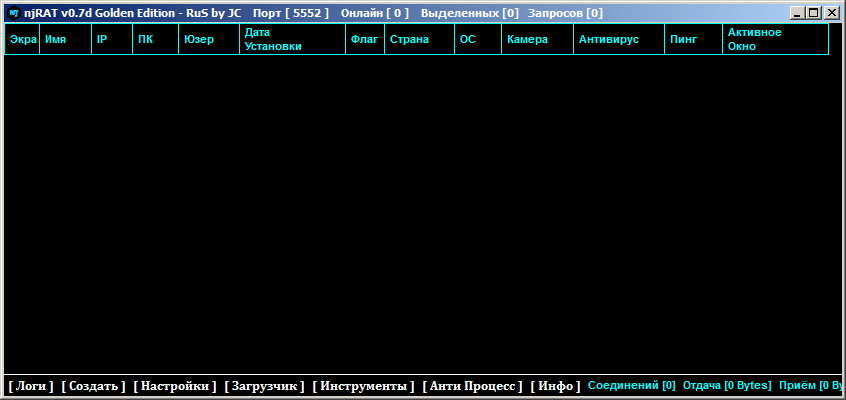 njRAT v0.7d Golden Edition - RuS by JC Порт [ 5552 ] Онлайн [ 0 ] Выделенных [0] Запросов [0]
Экра Имя IP ПК Юзер Дата Установки Флаг Страна ОС Камера Антивирус Пинг Активное Окно
[ Логи ] [ Создать ] [ Настройки ] [ Загрузчик ] [ Инструменты ] [ Анти Процесс ] [ Инфо ] Соединений [0] Отдача [0 Bytes] Приём [0 By